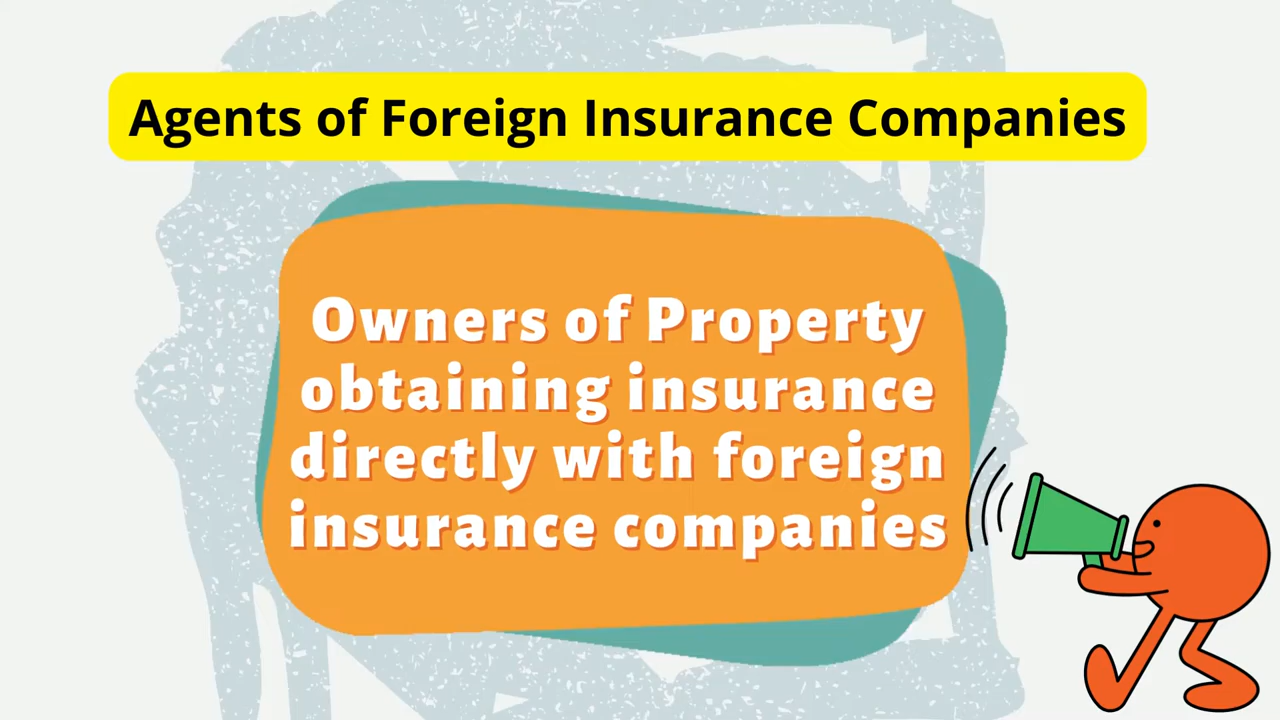 Agents of Foreign Insurance Companies
Owners of Property
obtaining insurance
directly with foreign
insurance companies